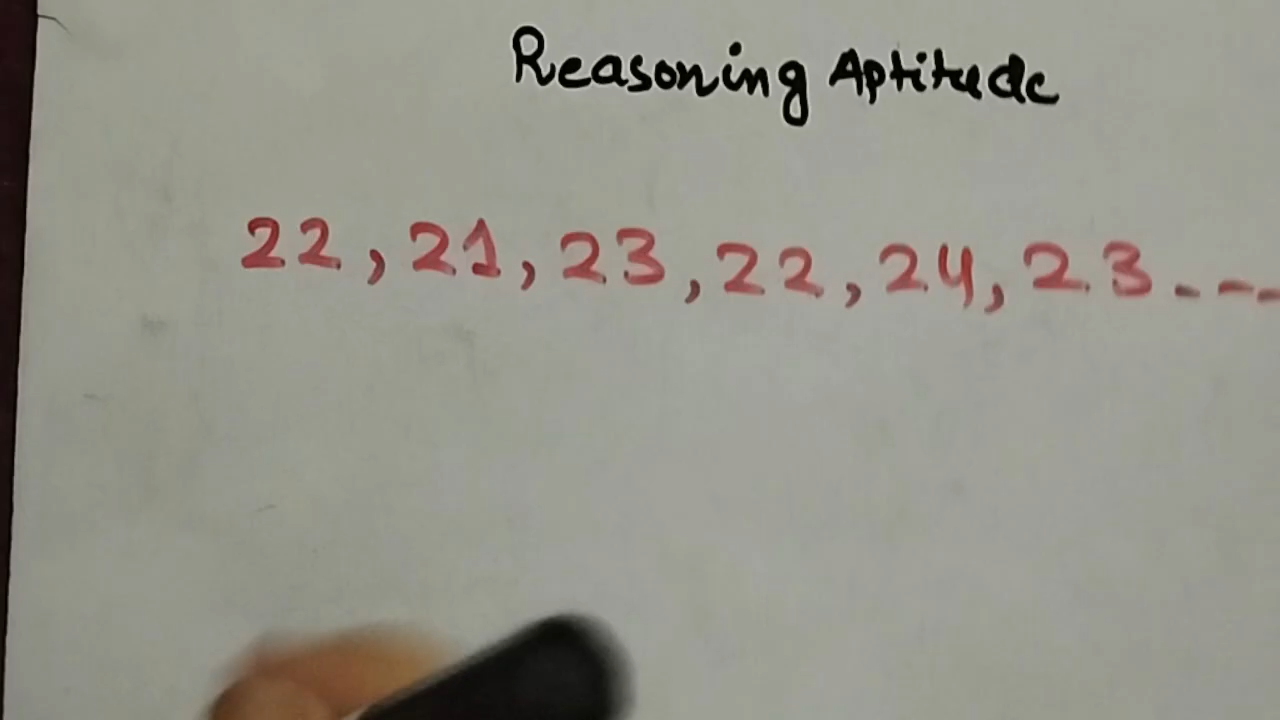 Reasoning Aptitude
22, 21, 23, 22, 24, 23. - - -